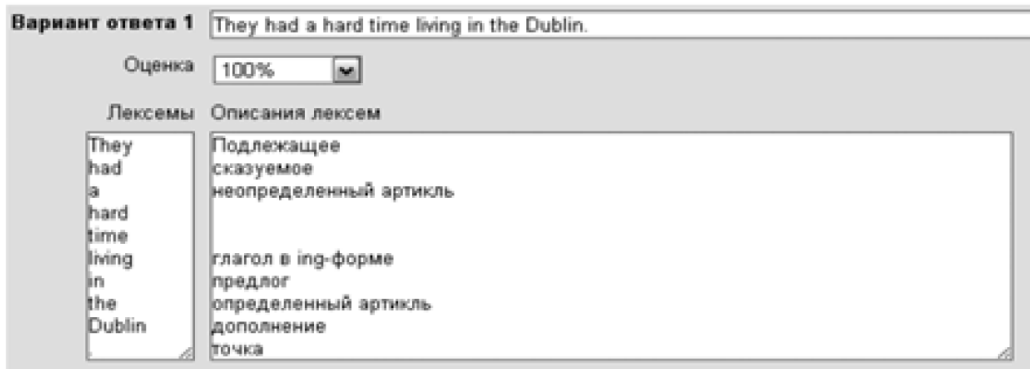 Вариант ответа 1 They had a hard time living in the Dublin.
Оценка 100%
Лексемы Описания лексем
They Подлежащее
had сказуемое
a неопределенный артикль
hard
time
living глагол в ing-форме
in предлог
the определенный артикль
Dublin дополнение
. точка